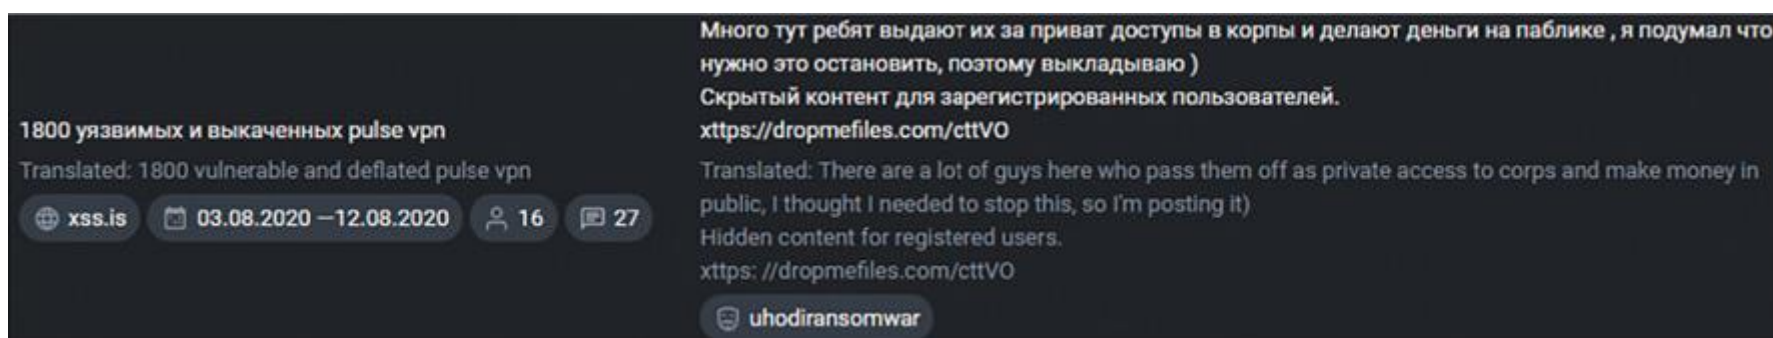 1800 уязвимых и выкаченных pulse vpn
Translated: 1800 vulnerable and deflated pulse vpn
xss.is 03.08.2020 —12.08.2020 16 27
Много тут ребят выдают их за приват доступы в корпы и делают деньги на паблике , я подумал что
нужно это остановить, поэтому выкладываю )
Скрытый контент для зарегистрированных пользователей.
xttps://dropmefiles.com/cttVO
Translated: There are a lot of guys here who pass them off as private access to corps and make money in
public, I thought I needed to stop this, so I'm posting it)
Hidden content for registered users.
xttps: //dropmefiles.com/cttVO
uhodiransomwar